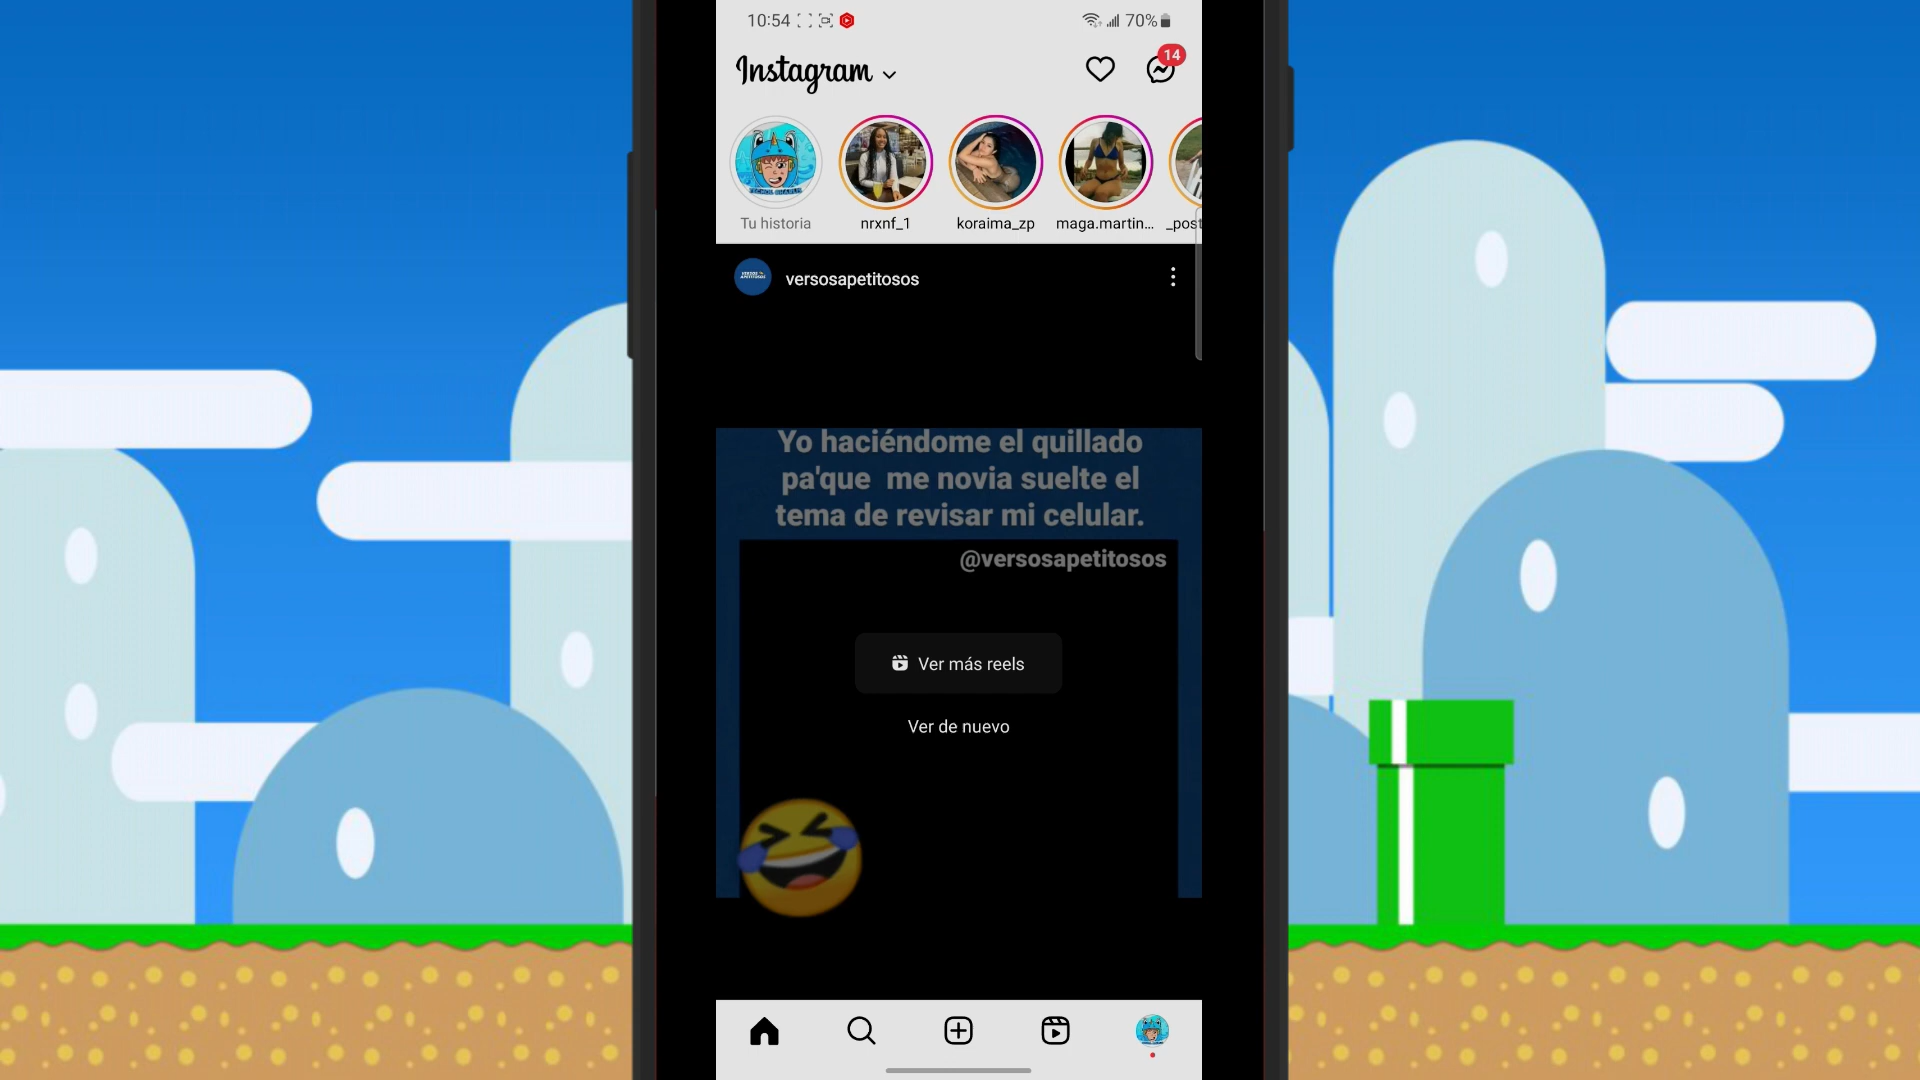 10:54
70%
Instagram
14
Tu historia
nrxnf_1
koraima_zp
maga.martin...
_post
versosapetitosos
Yo haciéndome el quillado
pa'que me novia suelte el
tema de revisar mi celular.
@versosapetitosos
Ver más reels
Ver de nuevo